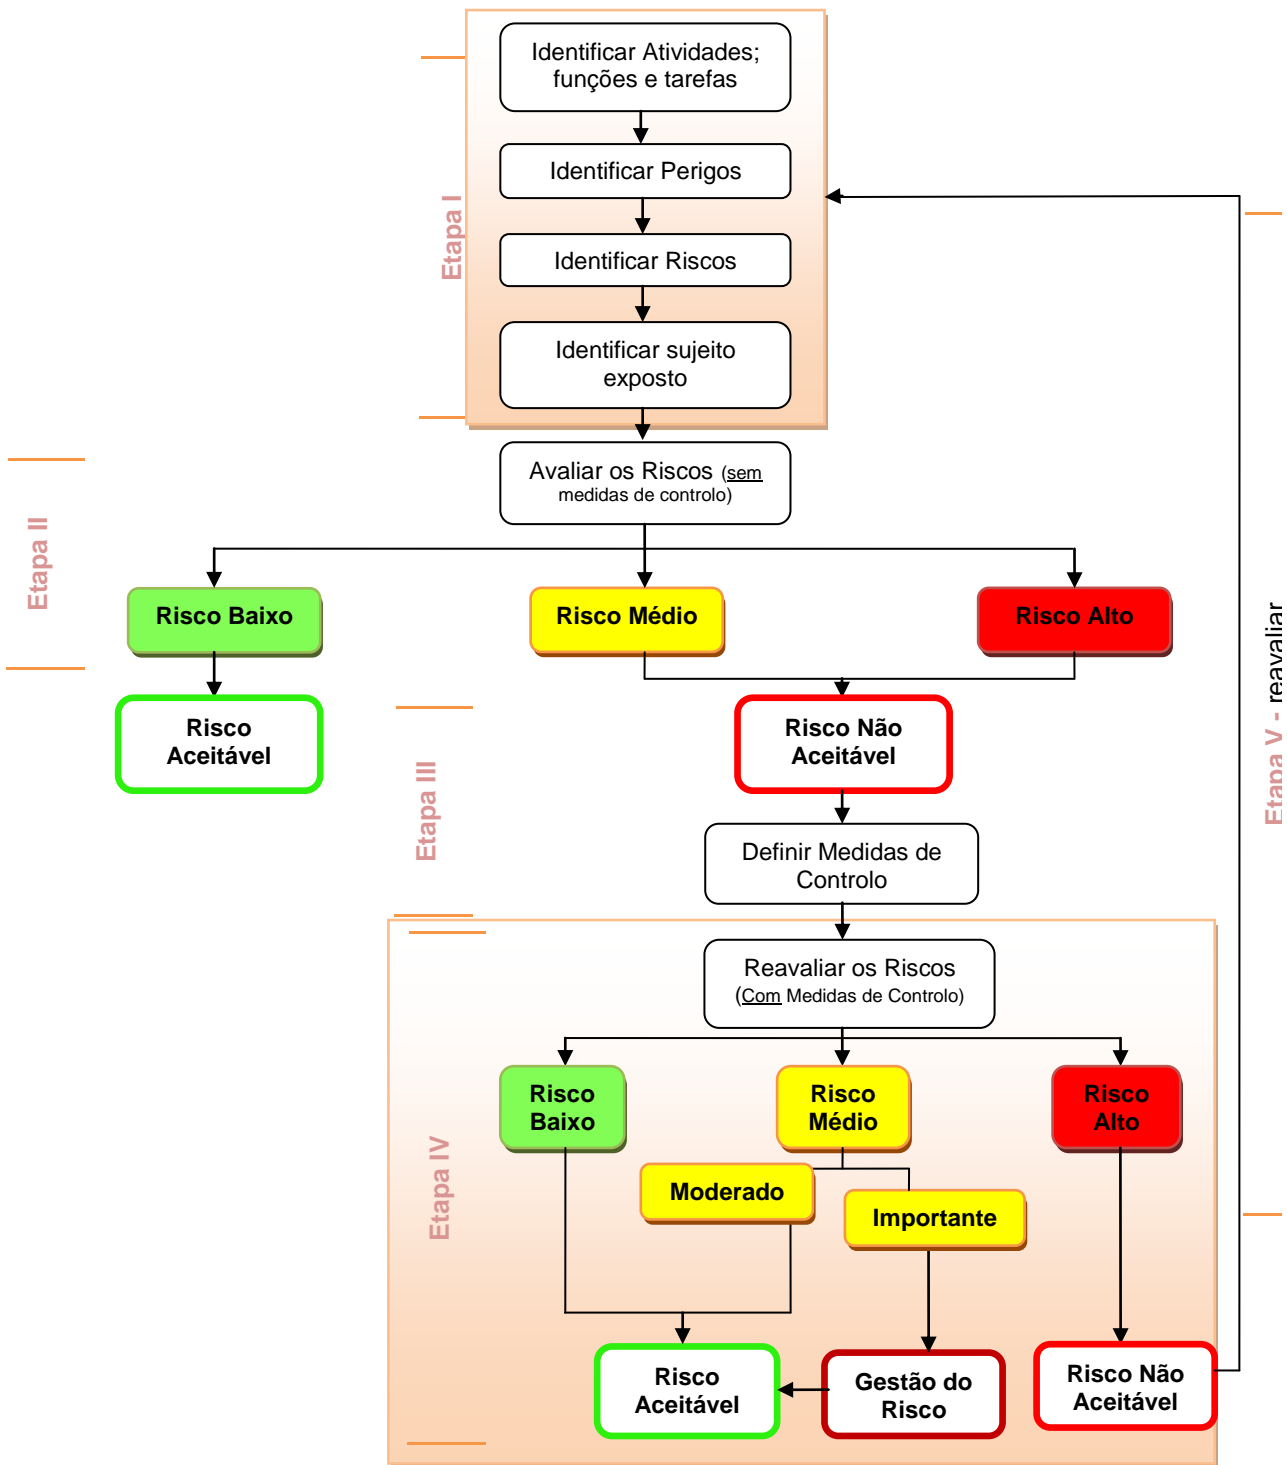 Identificar Atividades;
funções e tarefas
Identificar Perigos
Etapa I
Identificar Riscos
Identificar sujeito
exposto
Avaliar os Riscos (sem
medidas de controlo)
Etapa II
Risco Baixo
Risco Médio
Risco Alto
Risco
Aceitável
Risco Não
Aceitável
Etapa III
Etapa V - reavaliar
Definir Medidas de
Controlo
Reavaliar os Riscos
(Com Medidas de Controlo)
Risco
Baixo
Risco
Médio
Risco
Alto
Etapa IV
Moderado
Importante
Risco
Aceitável
Gestão do
Risco
Risco Não
Aceitável